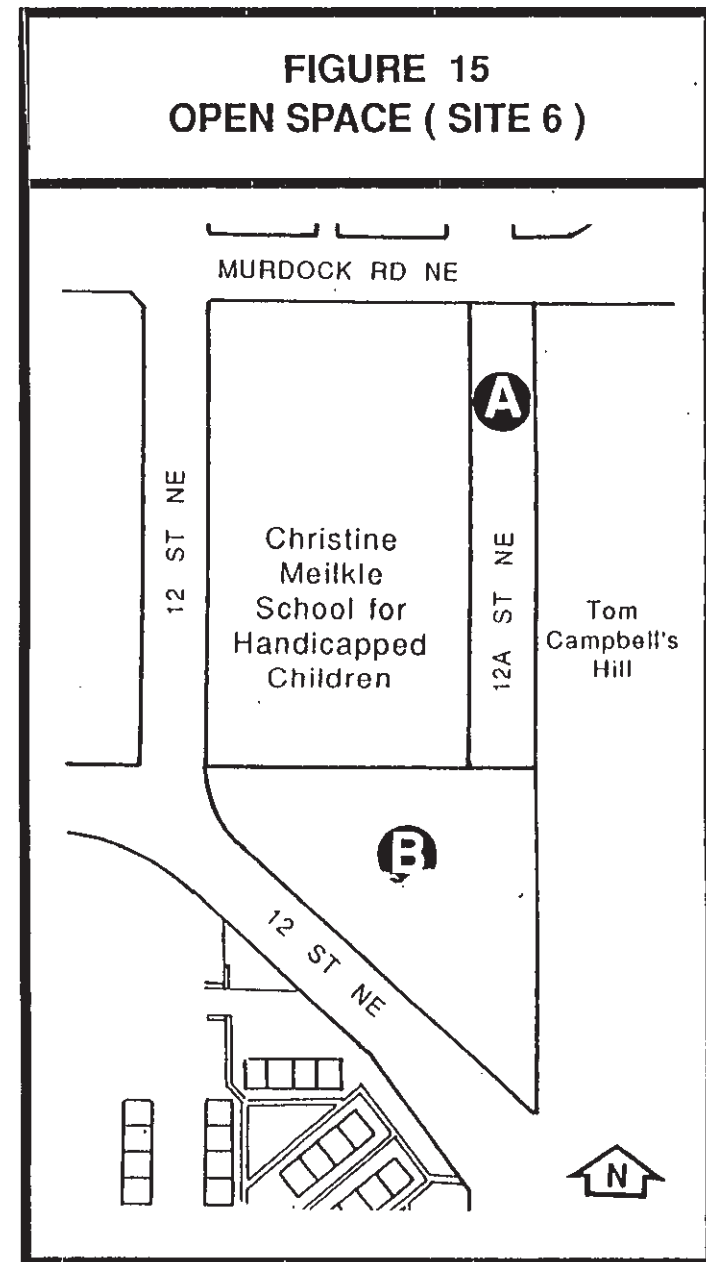 FIGURE 15
OPEN SPACE ( SITE 6 )
MURDOCK RD NE
A
12 ST NE
Christine
Meilkle
School for
Handicapped
Children
12A ST NE
Tom
Campbell's
Hill
B
12 ST NE
N